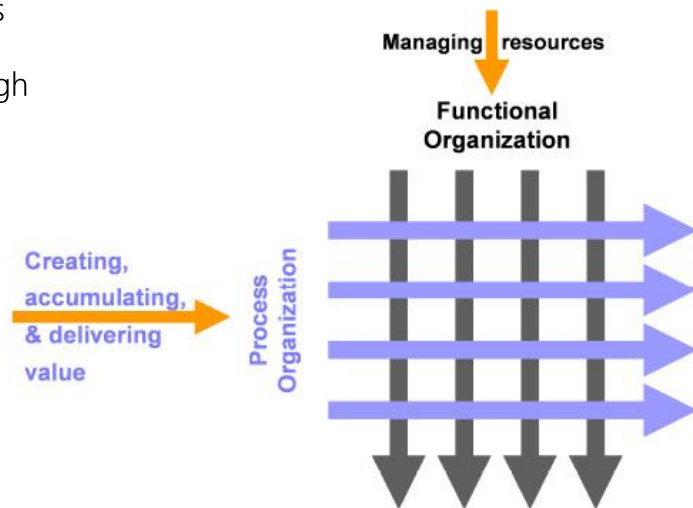 Managing resources
Functional
Organization
Creating,
accumulating,
& delivering
value
Process
Organization